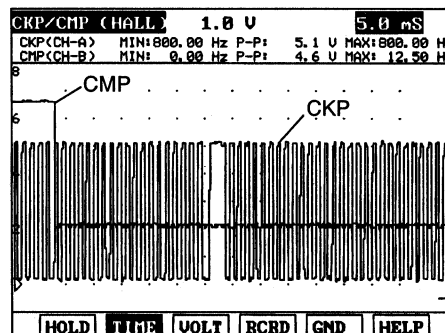 CKP/CMP (HALL) 1.0 V 5.0 mS
CKP(CH-A) MIN:800.00 Hz P-P: 5.1 V MAX:800.00 H
CMP(CH-B) MIN: 0.00 Hz P-P: 4.6 V MAX: 12.50 H
8
CMP
6
CKP
HOLD TIME VOLT RCRD GND HELP